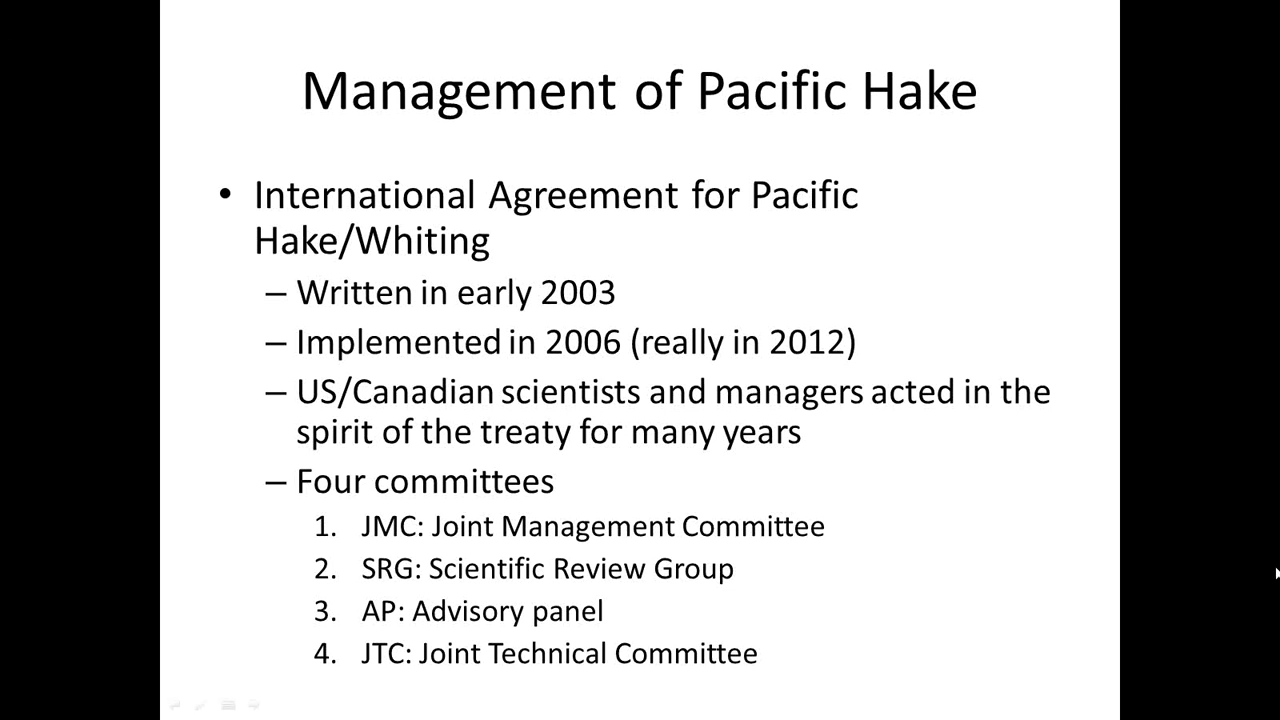 Management of Pacific Hake
• International Agreement for Pacific
Hake/Whiting
– Written in early 2003
– Implemented in 2006 (really in 2012)
– US/Canadian scientists and managers acted in the
spirit of the treaty for many years
– Four committees
1. JMC: Joint Management Committee
2. SRG: Scientific Review Group
3. AP: Advisory panel
4. JTC: Joint Technical Committee